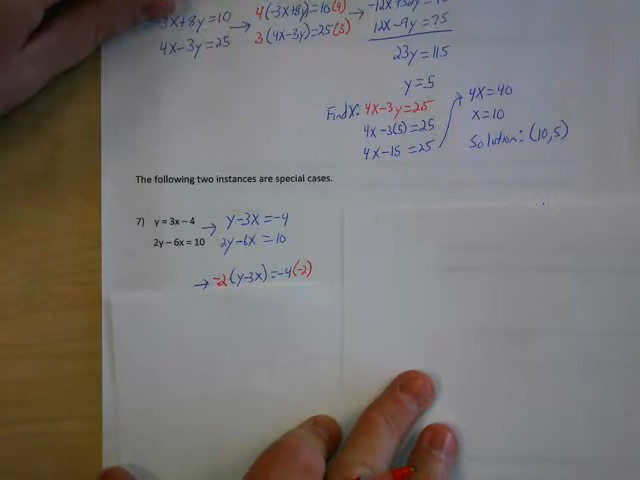 -3X+8y=10 → 4(-3X+8y)=10(4) → -12X+32y=40
4X-3y=25 3(4X-3y)=25(3) 12X-9y=75
23y=115
y=5
Find X: 4X-3y=25 4X=40
4X-3(5)=25 X=10
4X-15=25 Solution: (10,5)
The following two instances are special cases.
7) y = 3x – 4 → y-3X=-4
2y – 6x = 10 2y-6X=10
→ -2(y-3X)=-4(-2)